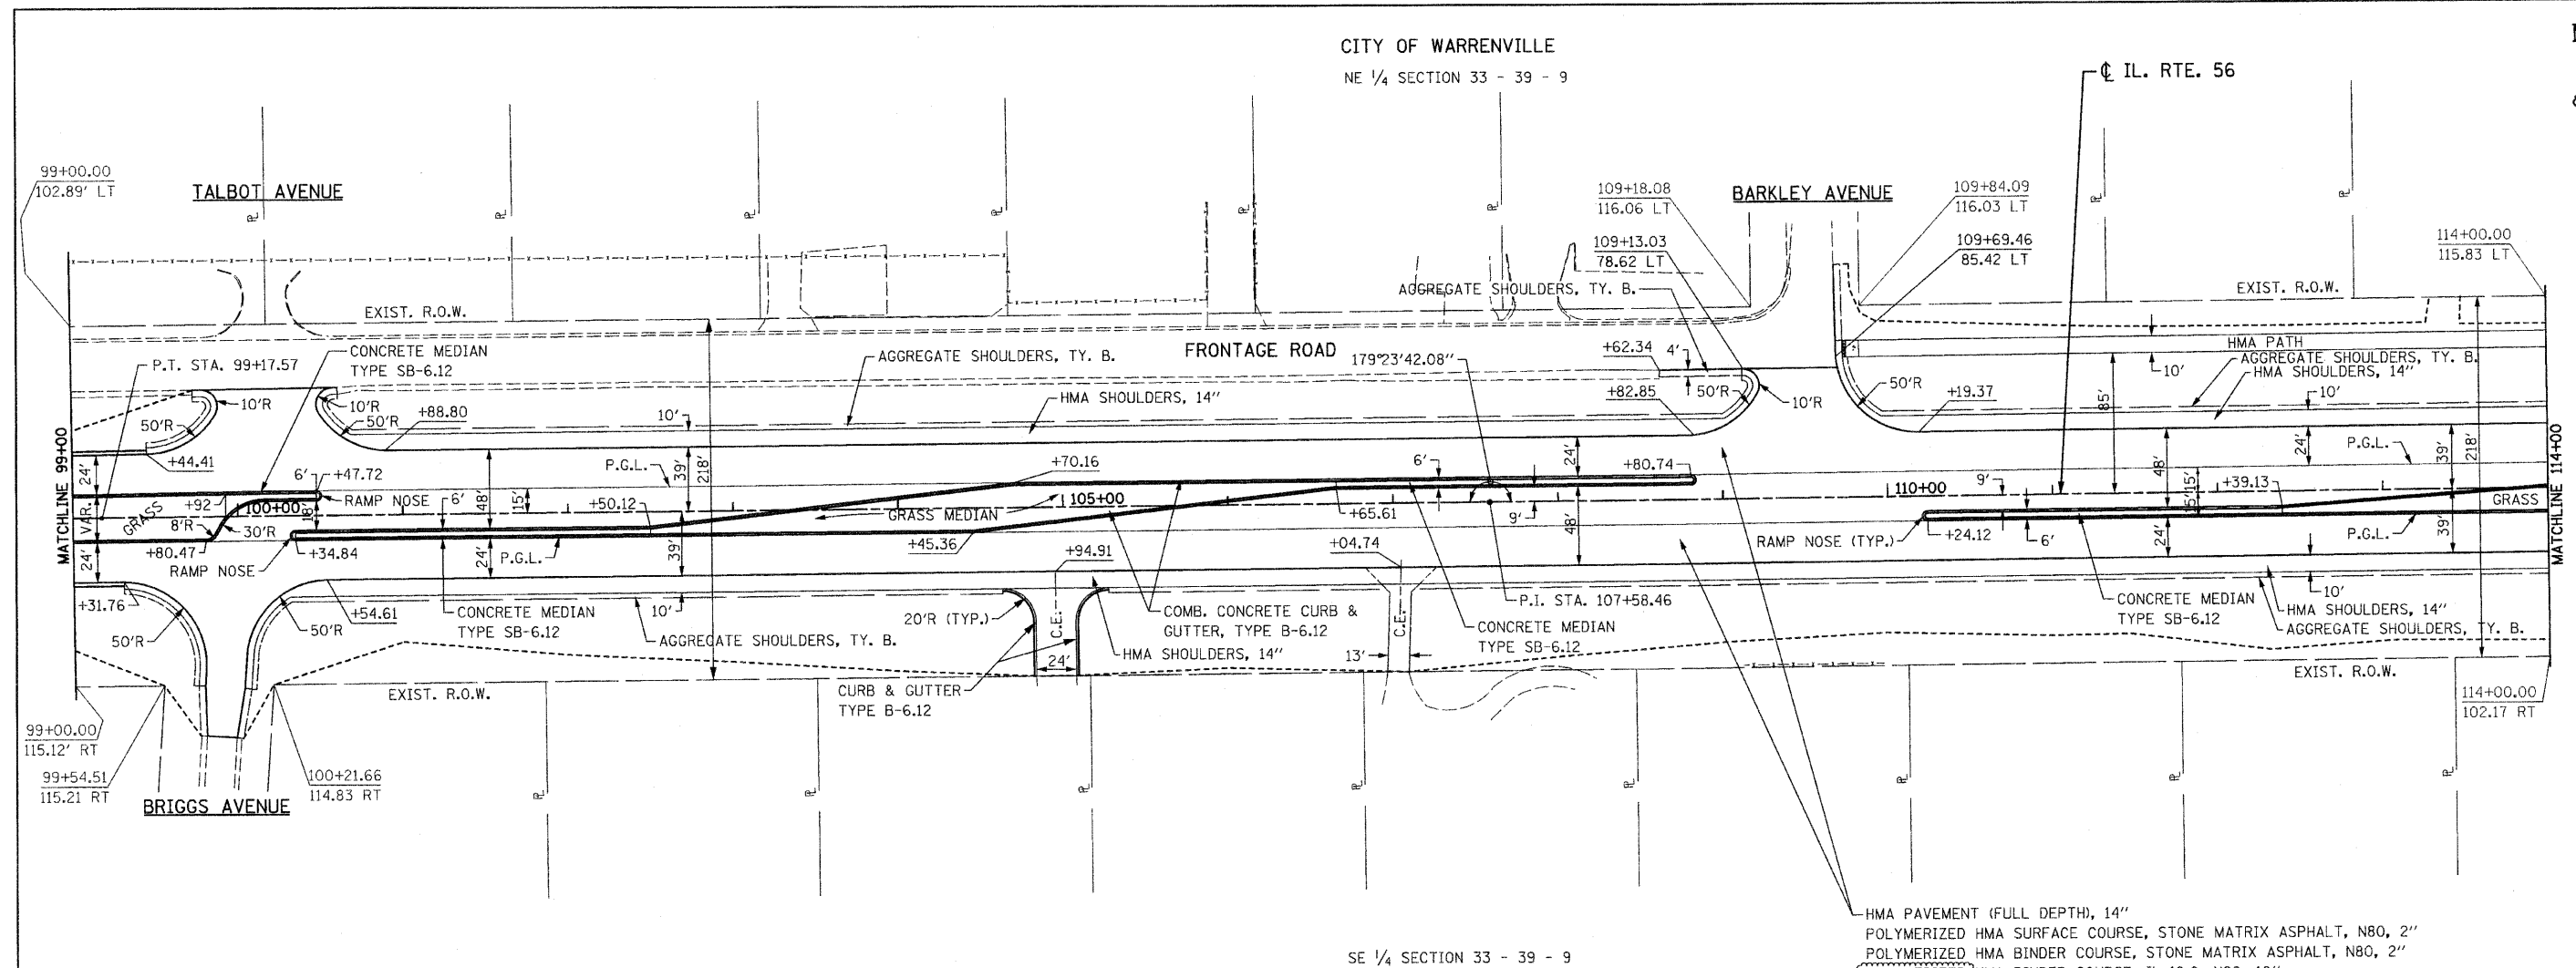 CITY OF WARRENVILLE
NE 1/4 SECTION 33 - 39 - 9
℄ IL. RTE. 56
99+00.00
102.89' LT
TALBOT AVENUE
109+18.08
116.06 LT
BARKLEY AVENUE
109+84.09
116.03 LT
109+13.03
78.62 LT
109+69.46
85.42 LT
114+00.00
115.83 LT
AGGREGATE SHOULDERS, TY. B.
EXIST. R.O.W.
EXIST. R.O.W.
P.T. STA. 99+17.57
CONCRETE MEDIAN
TYPE SB-6.12
AGGREGATE SHOULDERS, TY. B.
FRONTAGE ROAD
179°23'42.08"
+62.34
4'
HMA PATH
AGGREGATE SHOULDERS, TY. B.
HMA SHOULDERS, 14"
10'
10'R
10'R
50'R
50'R
+88.80
10'
HMA SHOULDERS, 14"
+82.85
50'R
10'R
50'R
+19.37
85'
10'
MATCHLINE 99+00
24'
+44.41
6'
+47.72
48'
P.G.L.
15'
39'
218'
+70.16
6'
24'
+80.74
48'
24'
P.G.L.
39'
218'
MATCHLINE 114+00
VAR.
GRASS
+92
100+00
RAMP NOSE
18'
6'
+50.12
105+00
GRASS MEDIAN
110+00
9'
15'
15'
+39.13
GRASS
8'R
30'R
+80.47
+34.84
24'
P.G.L.
39'
+45.36
+65.61
9'
48'
RAMP NOSE (TYP.)
+24.12
6'
24'
P.G.L.
39'
24'
RAMP NOSE
+94.91
+04.74
+31.76
+54.61
50'R
50'R
CONCRETE MEDIAN
TYPE SB-6.12
10'
AGGREGATE SHOULDERS, TY. B.
20'R (TYP.)
C.E.
24'
COMB. CONCRETE CURB &
GUTTER, TYPE B-6.12
HMA SHOULDERS, 14"
C.E.
13'
P.I. STA. 107+58.46
CONCRETE MEDIAN
TYPE SB-6.12
CONCRETE MEDIAN
TYPE SB-6.12
10'
HMA SHOULDERS, 14"
AGGREGATE SHOULDERS, TY. B.
EXIST. R.O.W.
EXIST. R.O.W.
CURB & GUTTER
TYPE B-6.12
99+00.00
115.12' RT
99+54.51
115.21 RT
100+21.66
114.83 RT
114+00.00
102.17 RT
BRIGGS AVENUE
HMA PAVEMENT (FULL DEPTH), 14"
POLYMERIZED HMA SURFACE COURSE, STONE MATRIX ASPHALT, N80, 2"
POLYMERIZED HMA BINDER COURSE, STONE MATRIX ASPHALT, N80, 2"
SE 1/4 SECTION 33 - 39 - 9